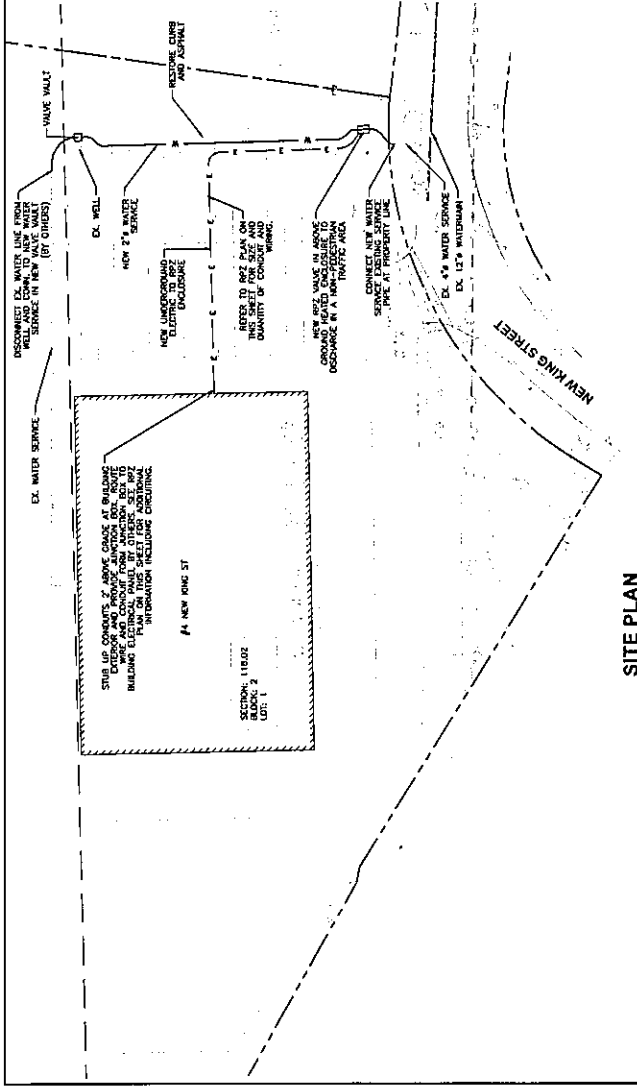 DISCONNECT EX. WATER LINE FROM
WELL AND CONN. TO NEW WATER
SERVICE IN NEW VALVE VAULT
(BY OTHERS)
VALVE VAULT
EX. WATER SERVICE
EX. WELL
NEW 2"ø WATER
SERVICE
RESTORE CURB
AND ASPHALT
W
W
E
E
E
E
E
E
NEW UNDERGROUND
ELECTRIC TO RPZ
ENCLOSURE
REFER TO RPZ PLAN ON
THIS SHEET FOR SIZE AND
QUANTITY OF CONDUIT AND
WIRING.
NEW RPZ VALVE IN ABOVE
GROUND HEATED ENCLOSURE TO
DISCHARGE IN A NON-PEDESTRIAN
TRAFFIC AREA
CONNECT NEW WATER
SERVICE EXISTING SERVICE
PIPE AT PROPERTY LINE
EX. 4"ø WATER SERVICE
EX. 12"ø WATERMAIN
NEW KING STREET
STUB UP CONDUITS 2' ABOVE GRADE AT BUILDING
EXTERIOR AND PROVIDE JUNCTION BOX. ROUTE
WIRE AND CONDUIT FORM JUNCTION BOX TO
BUILDING ELECTRICAL PANEL BY OTHERS. SEE RPZ
PLAN ON THIS SHEET FOR ADDITIONAL
INFORMATION INCLUDING CIRCUITING.
#4 NEW KING ST
SECTION: 118.02
BLOCK: 2
LOT: 1
SITE PLAN